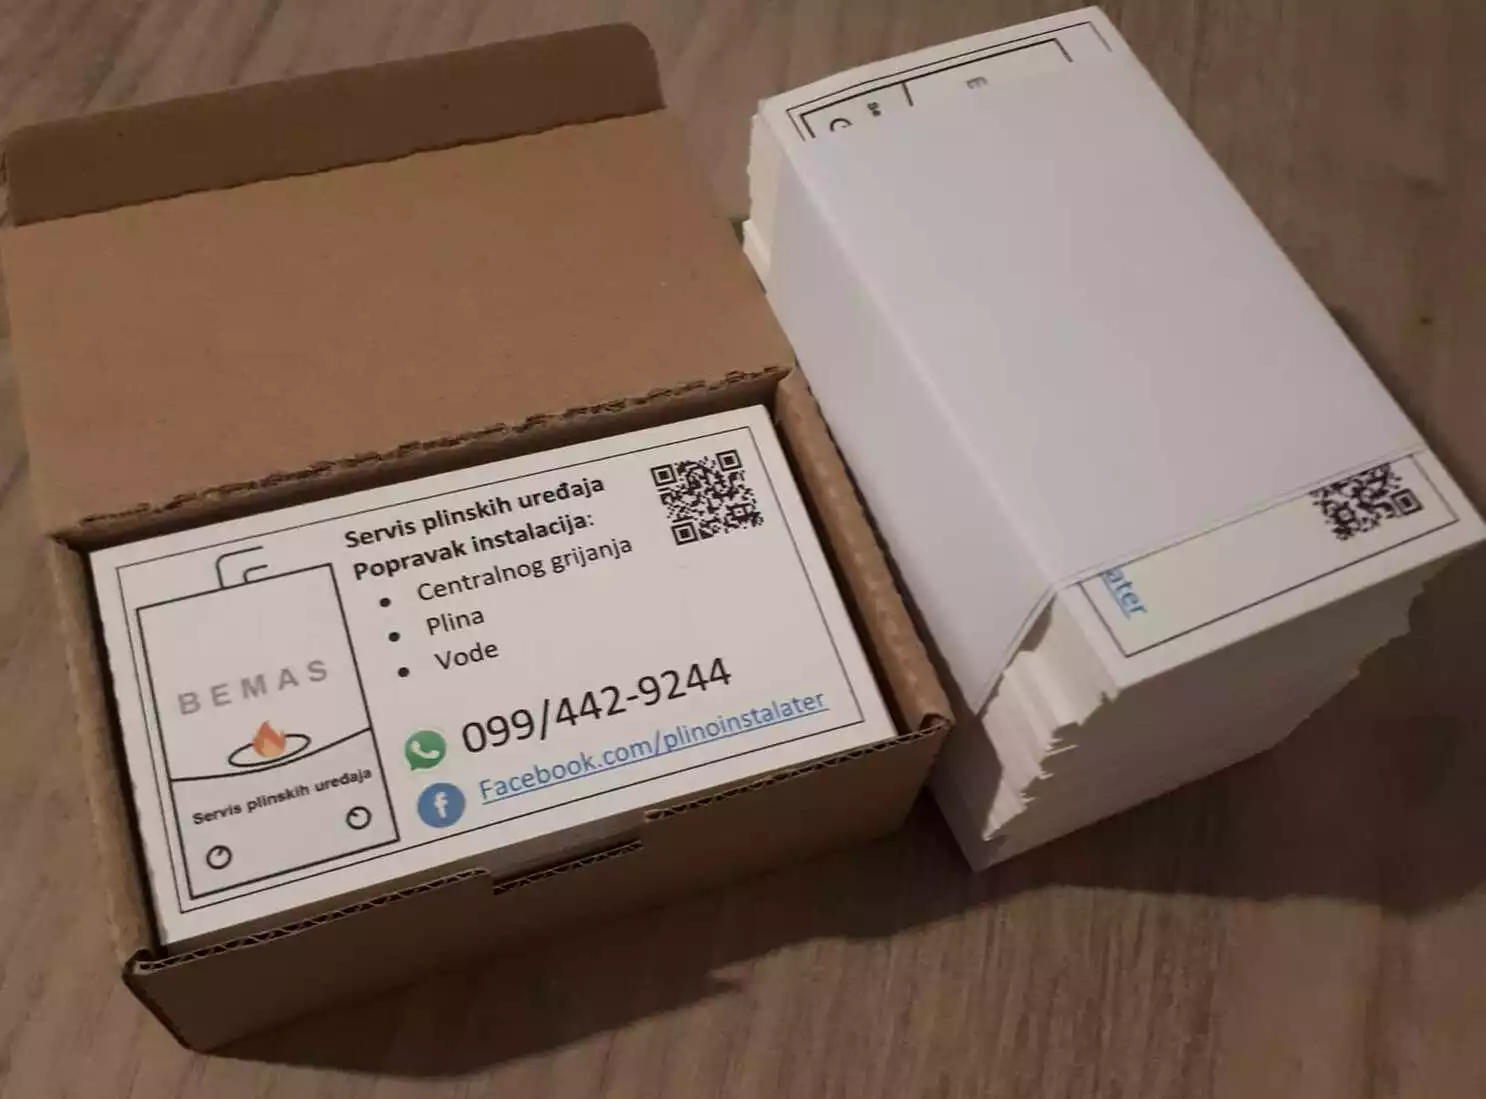 Servis plinskih uređaja
Popravak instalacija:
• Centralnog grijanja
• Plina
• Vode
099/442-9244
Facebook.com/plinoinstalater
BEMAS
Servis plinskih uređaja
ater